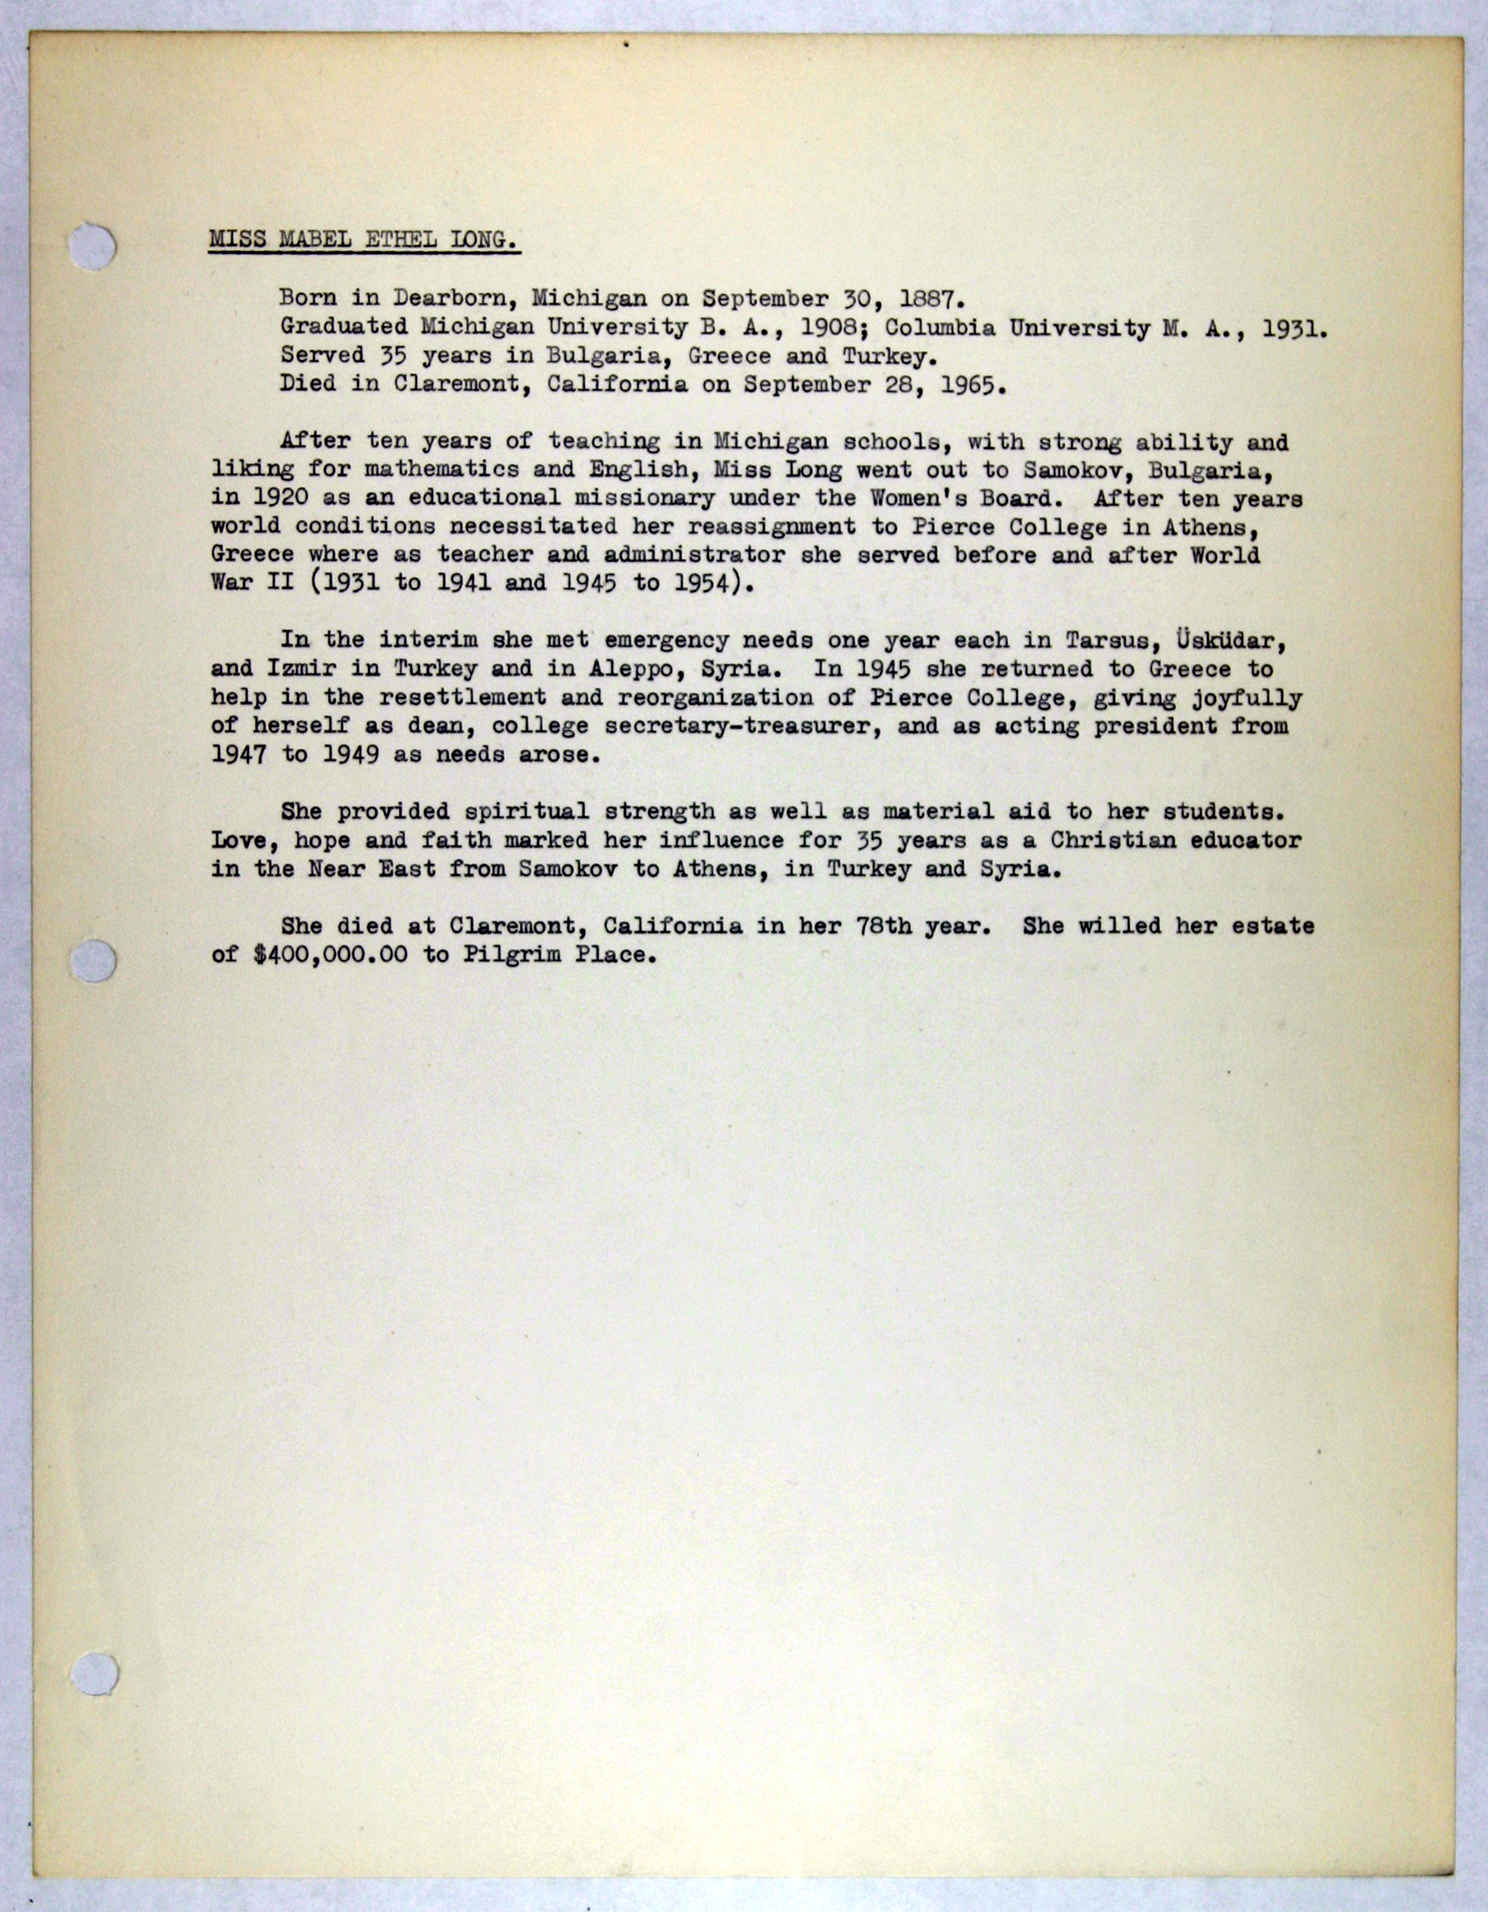 MISS MABEL ETHEL LONG.
Born in Dearborn, Michigan on September 30, 1887.
Graduated Michigan University B. A., 1908; Columbia University M. A., 1931.
Served 35 years in Bulgaria, Greece and Turkey.
Died in Claremont, California on September 28, 1965.
After ten years of teaching in Michigan schools, with strong ability and
liking for mathematics and English, Miss Long went out to Samokov, Bulgaria,
in 1920 as an educational missionary under the Women's Board. After ten years
world conditions necessitated her reassignment to Pierce College in Athens,
Greece where as teacher and administrator she served before and after World
War II (1931 to 1941 and 1945 to 1954).
In the interim she met emergency needs one year each in Tarsus, Üsküdar,
and Izmir in Turkey and in Aleppo, Syria. In 1945 she returned to Greece to
help in the resettlement and reorganization of Pierce College, giving joyfully
of herself as dean, college secretary-treasurer, and as acting president from
1947 to 1949 as needs arose.
She provided spiritual strength as well as material aid to her students.
Love, hope and faith marked her influence for 35 years as a Christian educator
in the Near East from Samokov to Athens, in Turkey and Syria.
She died at Claremont, California in her 78th year. She willed her estate
of $400,000.00 to Pilgrim Place.